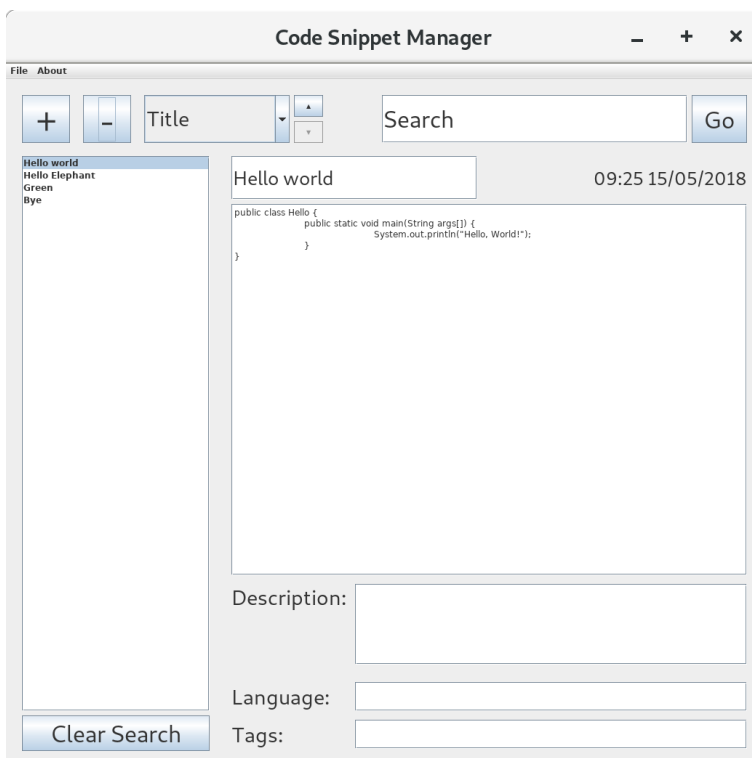 Code Snippet Manager
File About
+ - Title Search Go
Hello world
Hello Elephant
Green
Bye
Hello world 09:25 15/05/2018
public class Hello {
public static void main(String args[]) {
System.out.println("Hello, World!");
}
}
Description:
Language:
Tags:
Clear Search